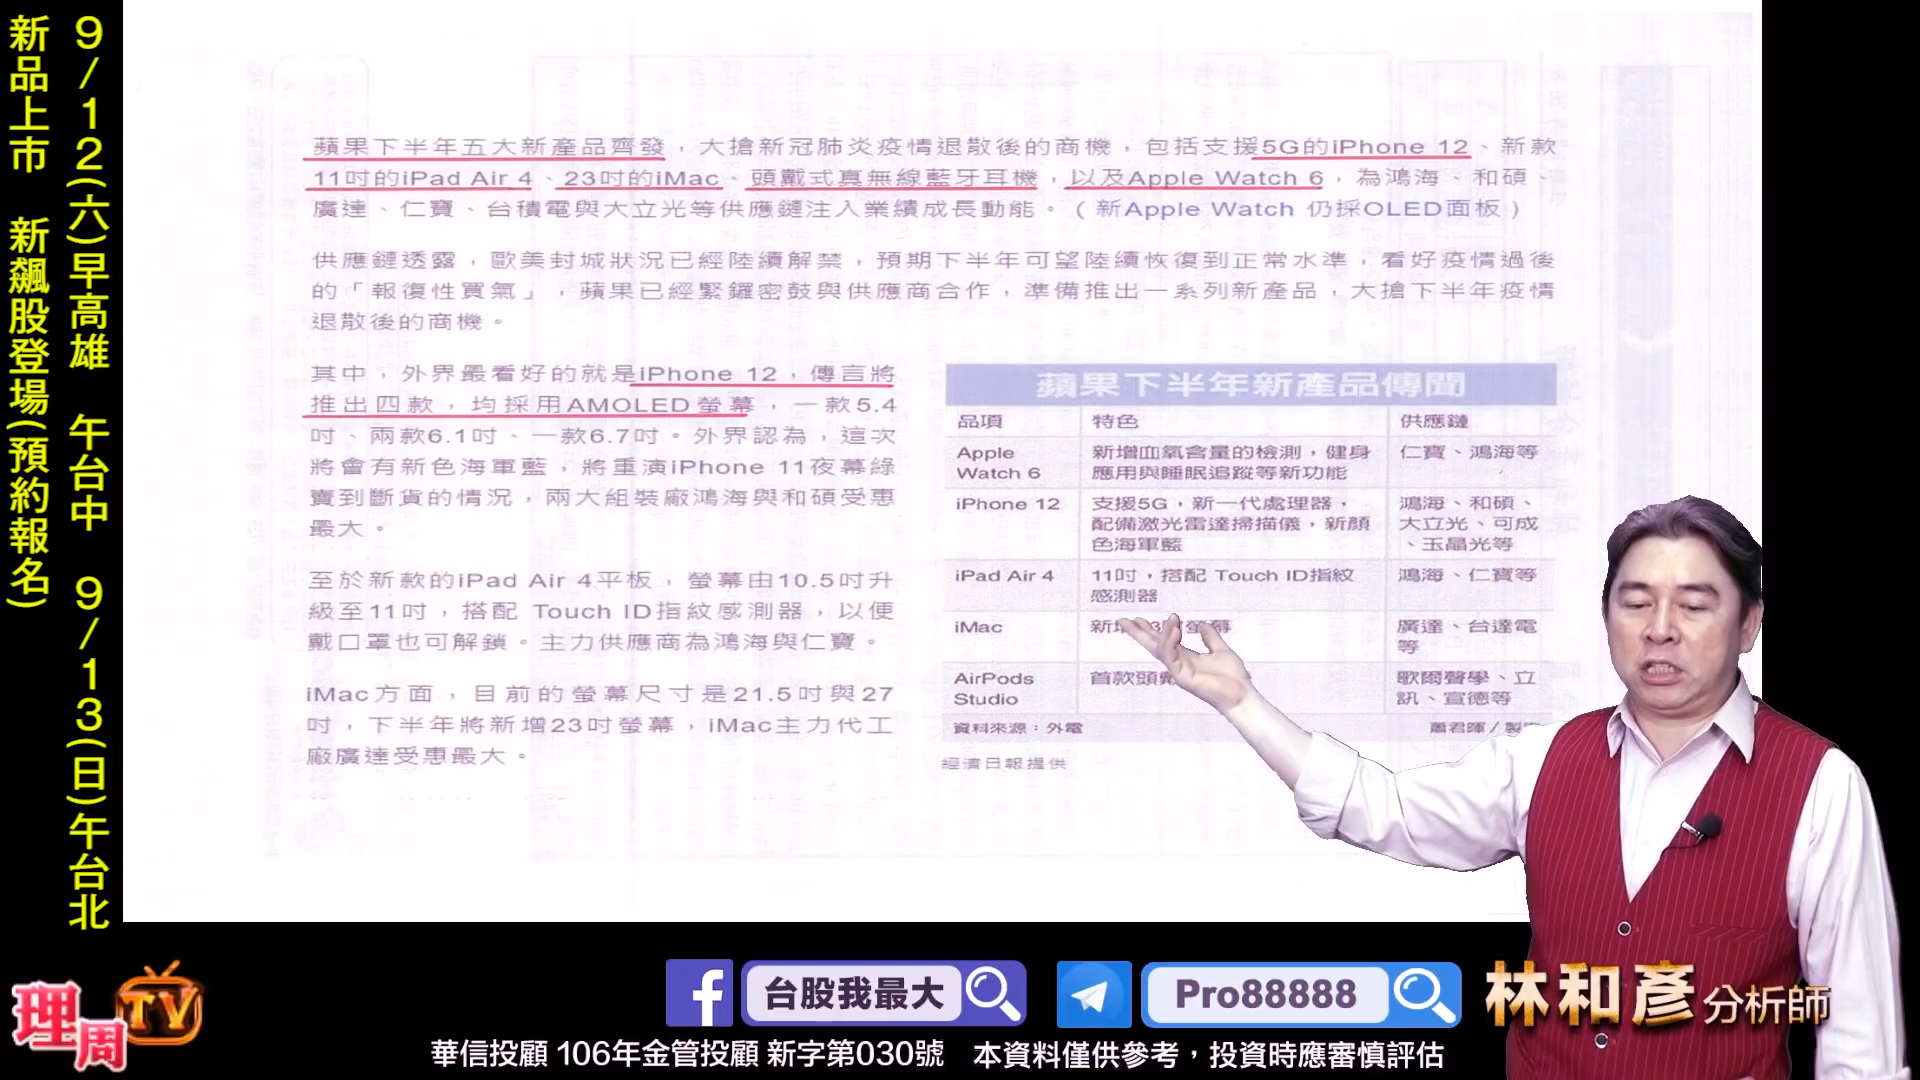 9/12(六)早高雄 午台中 9/13(日)午台北
新品上市 新飆股登場(預約報名)
蘋果下半年五大新產品齊發，大搶新冠肺炎疫情退散後的商機，包括支援5G的iPhone 12、新款
11吋的iPad Air 4、23吋的iMac、頭戴式真無線藍牙耳機，以及Apple Watch 6，為鴻海、和碩、
廣達、仁寶、台積電與大立光等供應鏈注入業績成長動能。（新Apple Watch 仍採OLED面板）
供應鏈透露，歐美封城狀況已經陸續解禁，預期下半年可望陸續恢復到正常水準，看好疫情過後
的「報復性買氣」，蘋果已經緊鑼密鼓與供應商合作，準備推出一系列新產品，大搶下半年疫情
退散後的商機。
其中，外界最看好的就是iPhone 12，傳言將
推出四款，均採用AMOLED螢幕，一款5.4
吋、兩款6.1吋、一款6.7吋。外界認為，這次
將會有新色海軍藍，將重演iPhone 11夜幕綠
賣到斷貨的情況，兩大組裝廠鴻海與和碩受惠
最大。
至於新款的iPad Air 4平板，螢幕由10.5吋升
級至11吋，搭配 Touch ID指紋感測器，以便
戴口罩也可解鎖。主力供應商為鴻海與仁寶。
iMac方面，目前的螢幕尺寸是21.5吋與27
吋，下半年將新增23吋螢幕，iMac主力代工
廠廣達受惠最大。
蘋果下半年新產品傳聞
品項 特色 供應鏈
Apple Watch 6 新增血氧含量的檢測，健身 仁寶、鴻海等
應用與睡眠追蹤等新功能
iPhone 12 支援5G，新一代處理器， 鴻海、和碩、
配備激光雷達掃描儀，新顏 大立光、可成
色海軍藍 、玉晶光等
iPad Air 4 11吋，搭配 Touch ID指紋 鴻海、仁寶等
感測器
iMac 新 螢幕 廣達、台達電
等
AirPods 首款頭 歌爾聲學、立
Studio 訊、宣德等
資料來源：外電 蕭君暉／製
經濟日報提供
理周TV
台股我最大
Pro88888
林和彥 分析師
華信投顧 106年金管投顧 新字第030號 本資料僅供參考，投資時應審慎評估